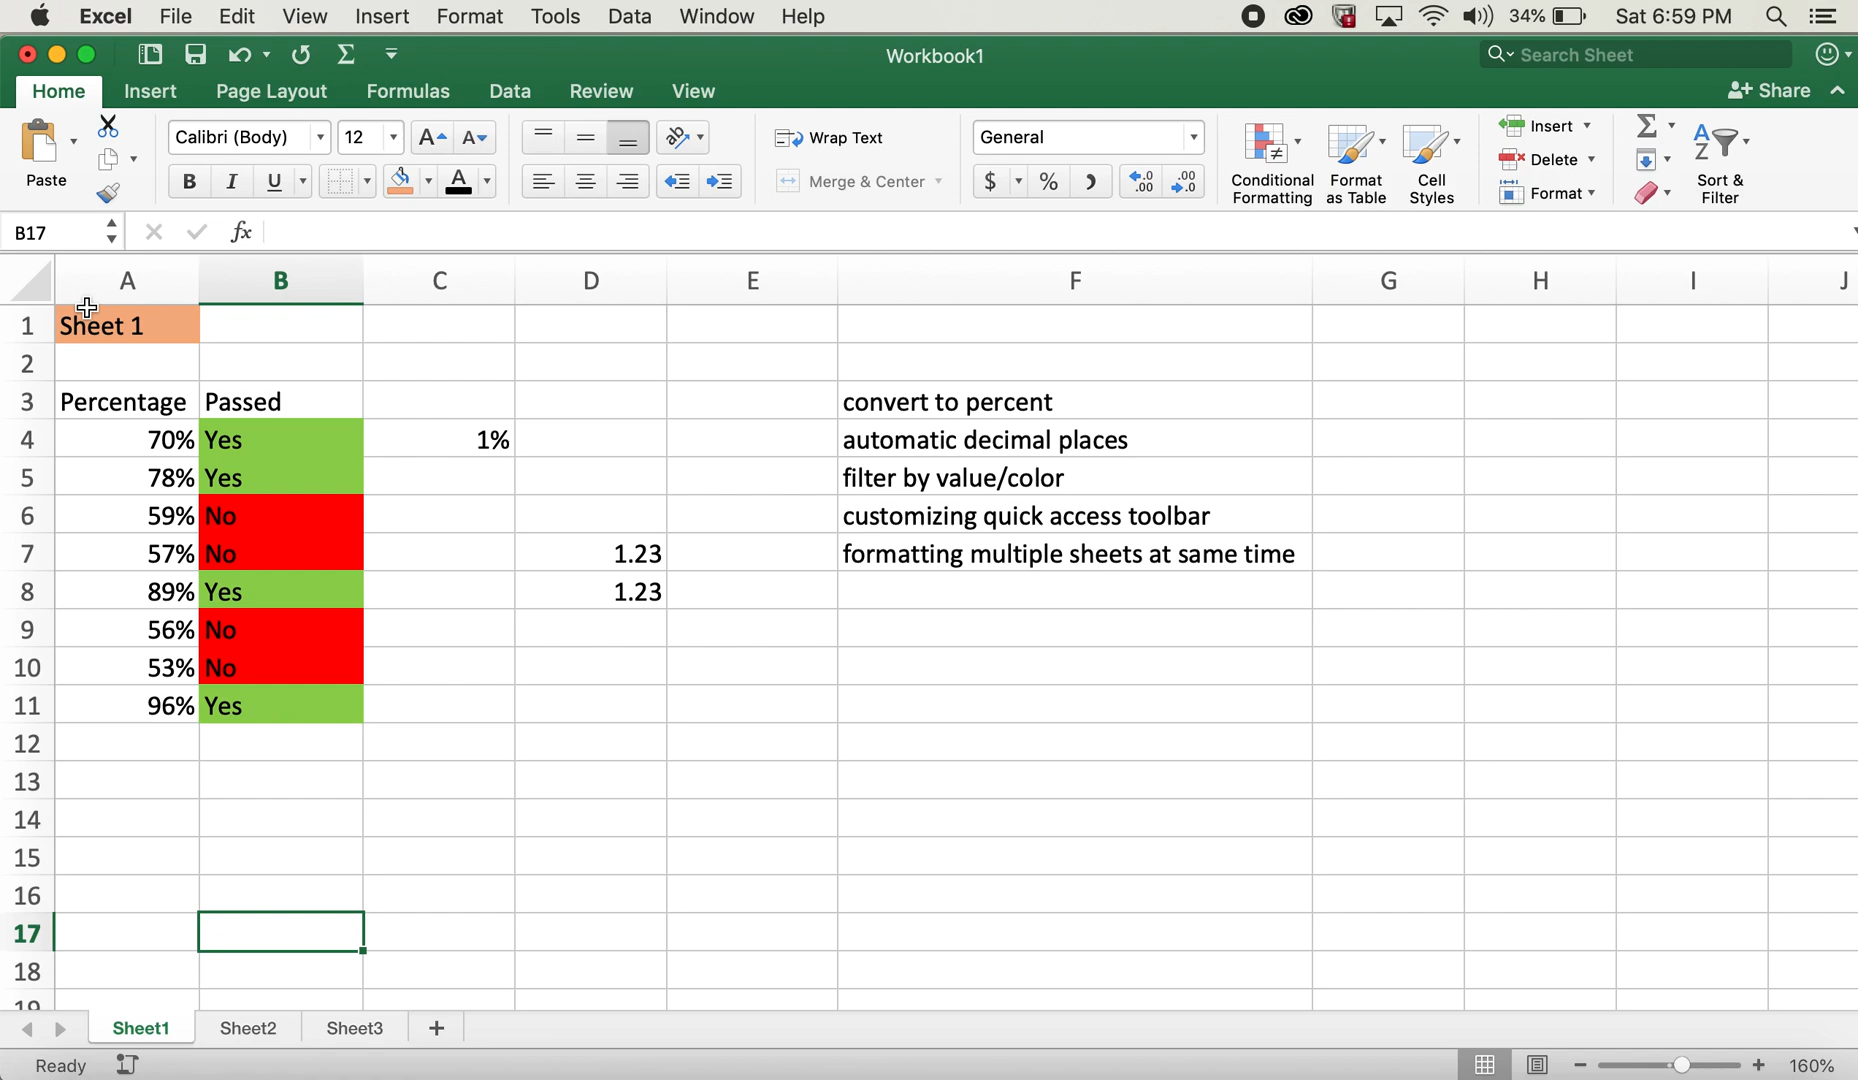 Excel File Edit View Insert Format Tools Data Window Help 34% Sat 6:59 PM
Workbook1 Search Sheet
Home Insert Page Layout Formulas Data Review View Share
Paste Calibri (Body) 12 A A Wrap Text General Insert
B I U A Merge & Center $ % .0 .00 .00 .0 Conditional Formatting Format as Table Cell Styles Delete Format Sort & Filter
B17 fx
A B C D E F G H I J
1 Sheet 1
2
3 Percentage Passed convert to percent
4 70% Yes 1% automatic decimal places
5 78% Yes filter by value/color
6 59% No customizing quick access toolbar
7 57% No 1.23 formatting multiple sheets at same time
8 89% Yes 1.23
9 56% No
10 53% No
11 96% Yes
12
13
14
15
16
17
18
19
Sheet1 Sheet2 Sheet3 +
Ready 160%